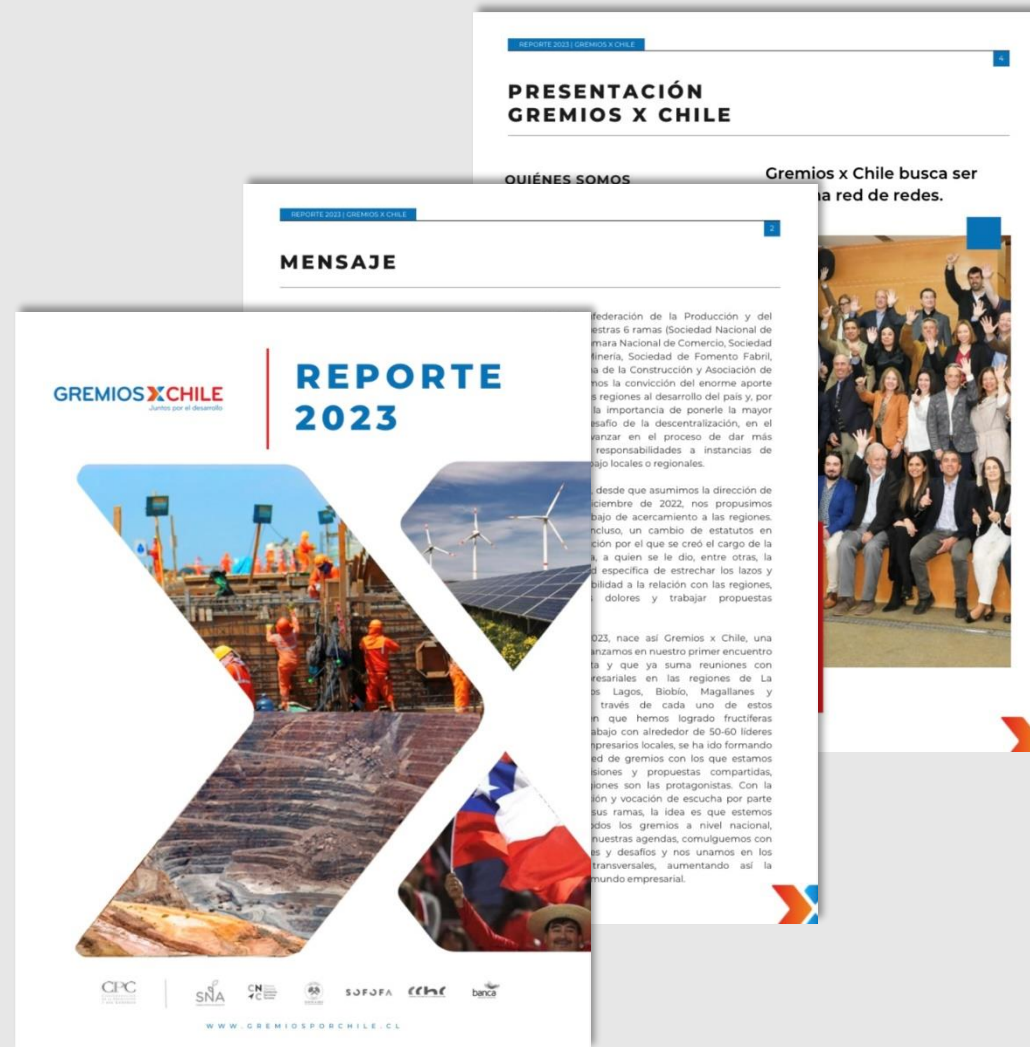 REPORTE 2023 | GREMIOS X CHILE
4
PRESENTACIÓN
GREMIOS X CHILE
QUIÉNES SOMOS
Gremios x Chile busca ser
na red de redes.
REPORTE 2023 | GREMIOS X CHILE
2
MENSAJE
federación de la Producción y del
estras 6 ramas (Sociedad Nacional de
mara Nacional de Comercio, Sociedad
Minería, Sociedad de Fomento Fabril,
a de la Construcción y Asociación de
mos la convicción del enorme aporte
s regiones al desarrollo del país y, por
la importancia de ponerle la mayor
esafío de la descentralización, en el
vanzar en el proceso de dar más
responsabilidades a instancias de
bajo locales o regionales.
, desde que asumimos la dirección de
iciembre de 2022, nos propusimos
bajo de acercamiento a las regiones.
ncluso, un cambio de estatutos en
ción por el que se creó el cargo de la
a, a quien se le dio, entre otras, la
d específica de estrechar los lazos y
bilidad a la relación con las regiones,
dolores y trabajar propuestas
023, nace así Gremios x Chile, una
anzamos en nuestro primer encuentro
ta y que ya suma reuniones con
presariales en las regiones de La
os Lagos, Biobío, Magallanes y
través de cada uno de estos
en que hemos logrado fructíferas
abajo con alrededor de 50-60 líderes
mpresarios locales, se ha ido formando
ed de gremios con los que estamos
isiones y propuestas compartidas,
giones son las protagonistas. Con la
ión y vocación de escucha por parte
sus ramas, la idea es que estemos
odos los gremios a nivel nacional,
nuestras agendas, comulguemos con
es y desafíos y nos unamos en los
transversales, aumentando así la
mundo empresarial.
GREMIOSXCHILE
Juntos por el desarrollo
REPORTE
2023
CPC
SNA
CNC
SOFOFA
cchc
banca
WWW.GREMIOSPORCHILE.CL